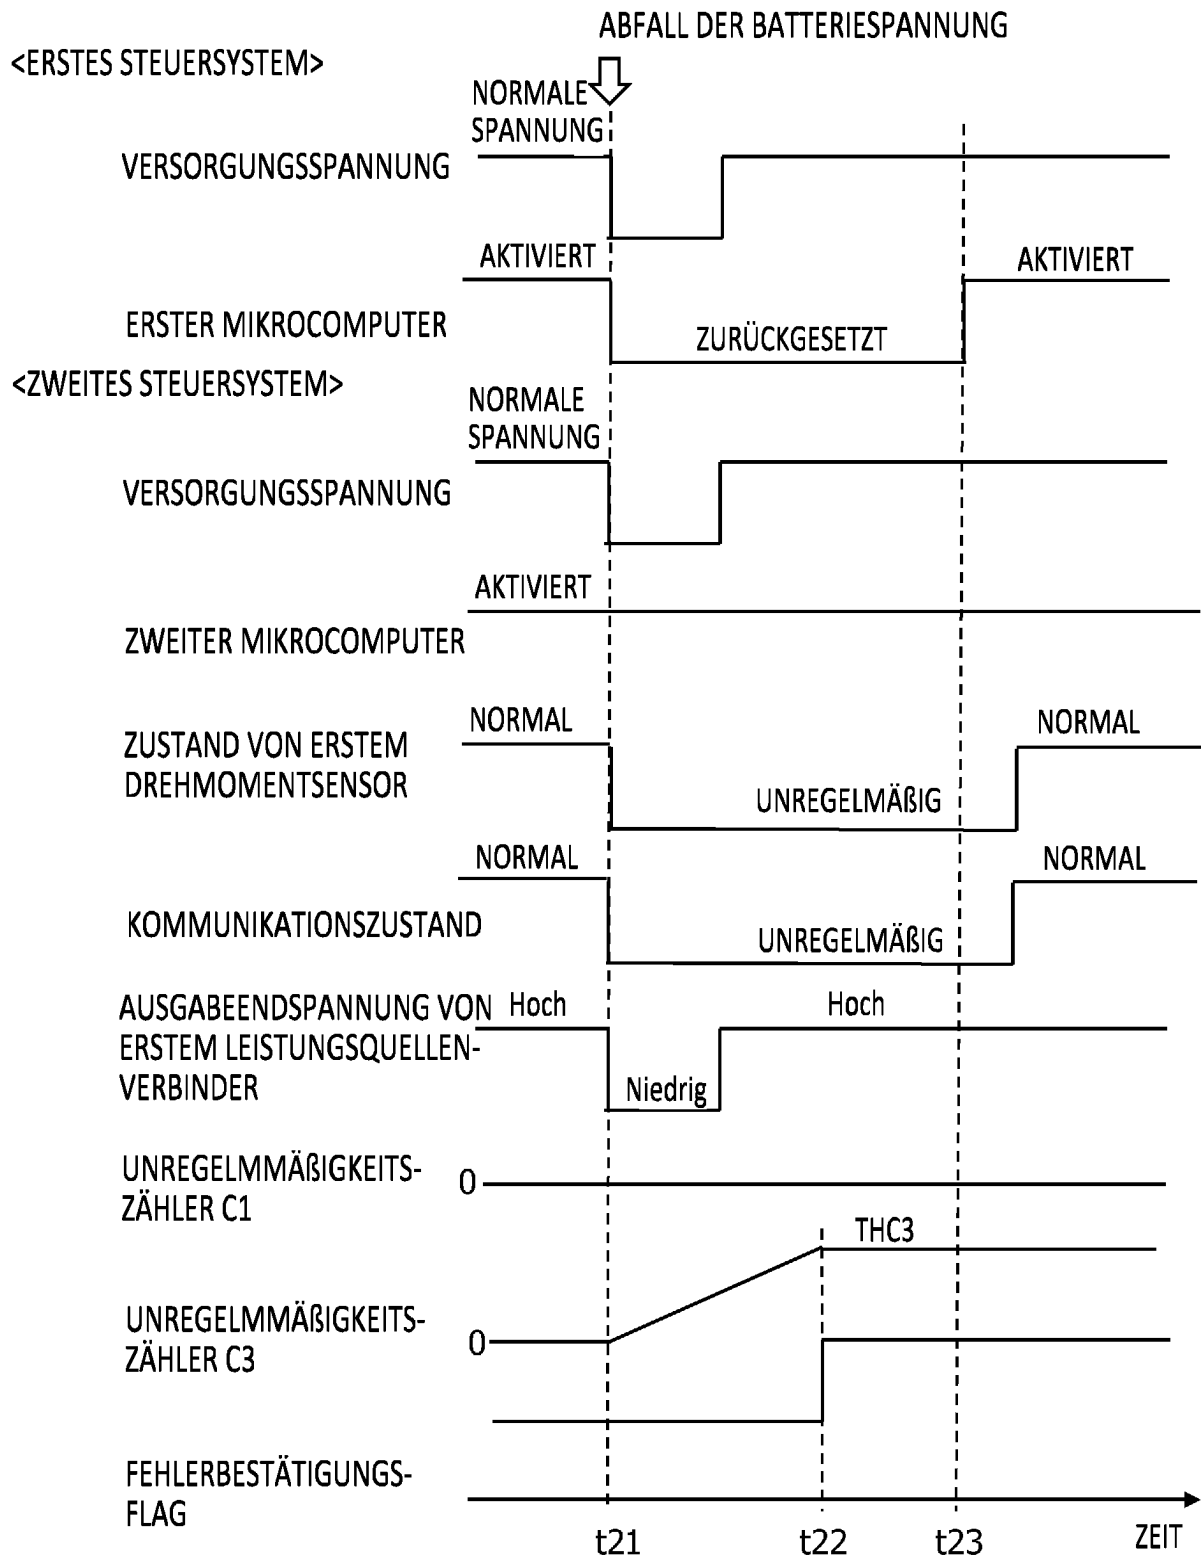 ABFALL DER BATTERIESPANNUNG
<ERSTES STEUERSYSTEM>
NORMALE
SPANNUNG
VERSORGUNGSSPANNUNG
AKTIVIERT
AKTIVIERT
ERSTER MIKROCOMPUTER
ZURÜCKGESETZT
<ZWEITES STEUERSYSTEM>
NORMALE
SPANNUNG
VERSORGUNGSSPANNUNG
AKTIVIERT
ZWEITER MIKROCOMPUTER
NORMAL
NORMAL
ZUSTAND VON ERSTEM
DREHMOMENTSENSOR
UNREGELMÄßIG
NORMAL
NORMAL
KOMMUNIKATIONSZUSTAND
UNREGELMÄßIG
AUSGABEENDSPANNUNG VON
ERSTEM LEISTUNGSQUELLEN-
VERBINDER
Hoch
Hoch
Niedrig
UNREGELMMÄßIGKEITS-
ZÄHLER C1
0
THC3
UNREGELMMÄßIGKEITS-
ZÄHLER C3
0
FEHLERBESTÄTIGUNGS-
FLAG
t21
t22
t23
ZEIT